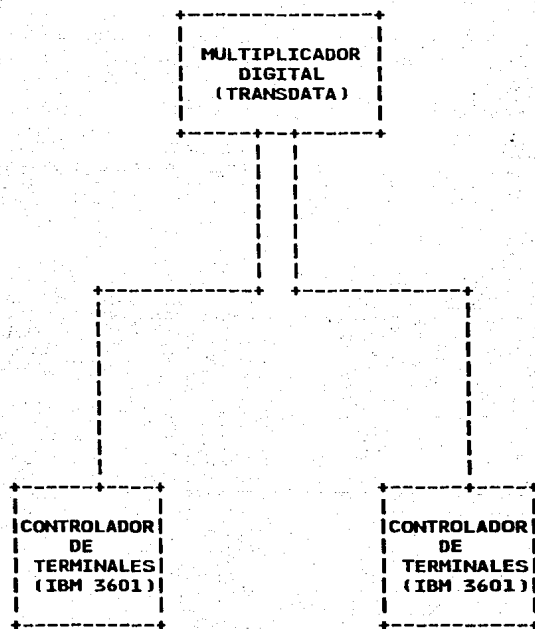 MULTIPLICADOR
DIGITAL
(TRANSDATA)
CONTROLADOR
DE
TERMINALES
(IBM 3601)
CONTROLADOR
DE
TERMINALES
(IBM 3601)